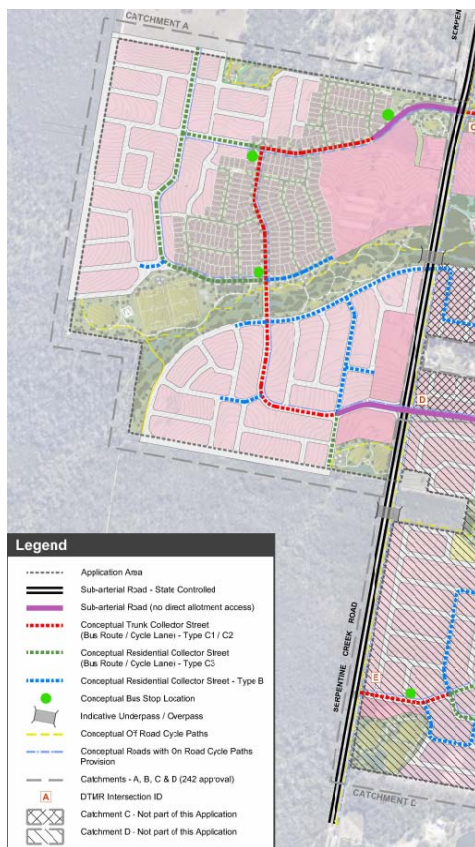 CATCHMENT A
SERPEN
C
D
Legend
Application Area
Sub-arterial Road - State Controlled
Sub-arterial Road (no direct allotment access)
Conceptual Trunk Collector Street
(Bus Route / Cycle Lane) - Type C1 / C2
Conceptual Residential Collector Street
(Bus Route / Cycle Lane) - Type C3
Conceptual Residential Collector Street - Type B
Conceptual Bus Stop Location
Indicative Underpass / Overpass
Conceptual Off Road Cycle Paths
Conceptual Roads with On Road Cycle Paths
Provision
Catchments - A, B, C & D (242 approval)
A DTMR Intersection ID
Catchment C - Not part of this Application
Catchment D - Not part of this Application
SERPENTINE CREEK ROAD
E
CATCHMENT D